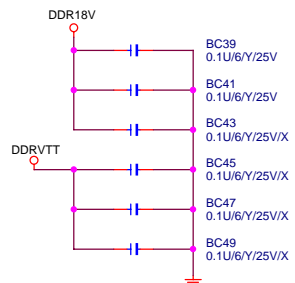 DDR18V
BC39
0.1U/6/Y/25V
BC41
0.1U/6/Y/25V
BC43
0.1U/6/Y/25V/X
DDRVTT
BC45
0.1U/6/Y/25V/X
BC47
0.1U/6/Y/25V/X
BC49
0.1U/6/Y/25V/X